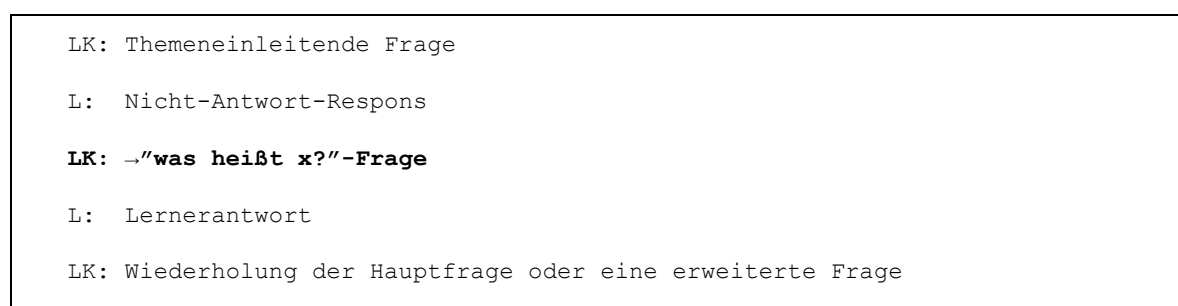 LK: Themeneinleitende Frage
L: Nicht-Antwort-Respons
LK: →”was heißt x?”-Frage
L: Lernerantwort
LK: Wiederholung der Hauptfrage oder eine erweiterte Frage